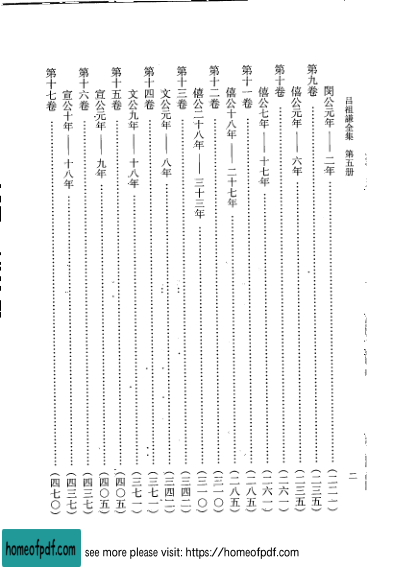 呂祖謙全集 第五册
二
閔公元年——二年……(二二一)
第九卷……(二三五)
僖公元年——六年……(二三五)
第十卷……(二六一)
僖公七年——十七年……(二六一)
第十一卷……(二八五)
僖公十八年——二十七年……(二八五)
第十二卷……(三一〇)
僖公二十八年——三十三年……(三一〇)
第十三卷……(三四二)
文公元年——八年……(三四二)
第十四卷……(三七一)
文公九年——十八年……(三七一)
第十五卷……(四〇五)
宣公元年——九年……(四〇五)
第十六卷……(四三七)
宣公十年——十八年……(四三七)
第十七卷……(四七〇)
homeofpdf.com
see more please visit: https://homeofpdf.com